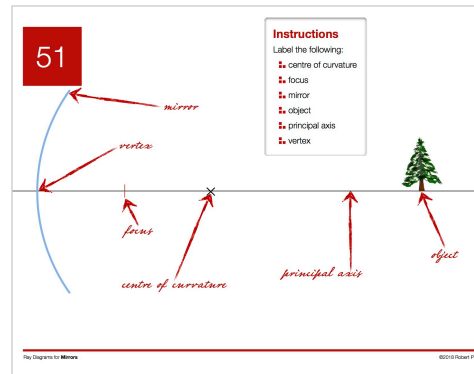 51
Instructions
Label the following:
centre of curvature
focus
mirror
object
principal axis
vertex
mirror
vertex
focus
centre of curvature
principal axis
object
Ray Diagrams for Mirrors
©2016 Robert P